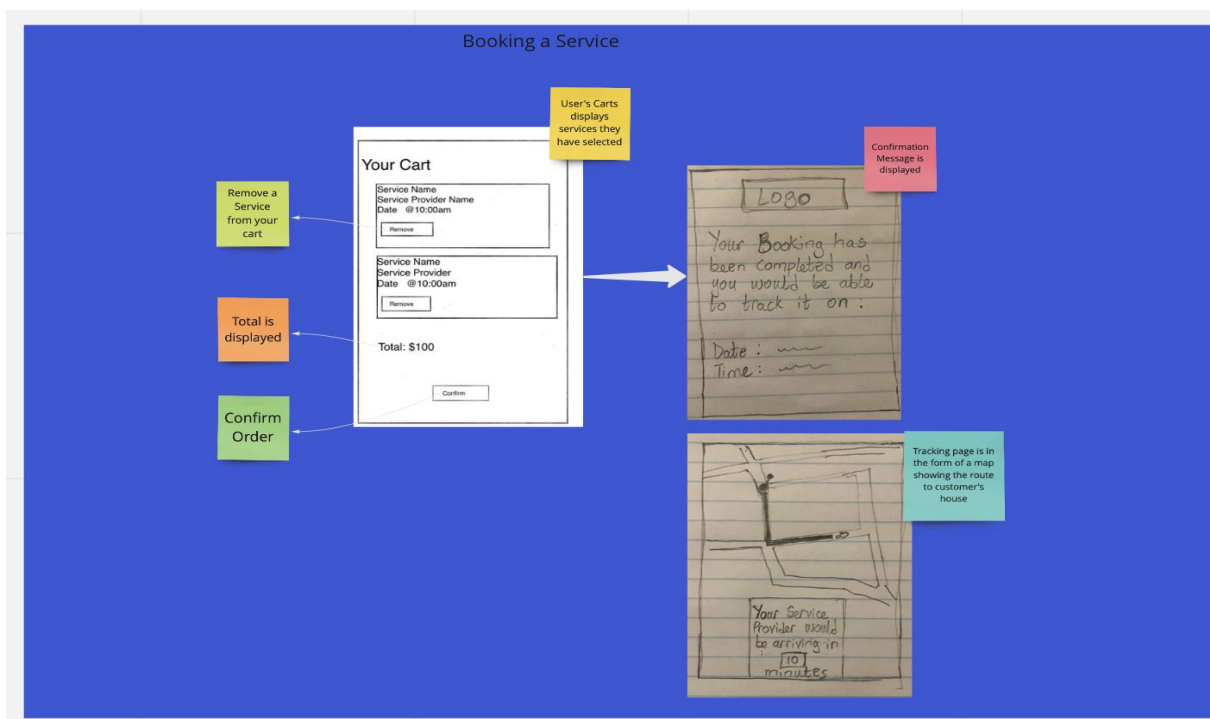 Booking a Service
User's Carts
displays
services they
have selected
Your Cart
Service Name
Service Provider Name
Date @10:00am
Remove
Service Name
Service Provider
Date @10:00am
Remove
Total: $100
Confirm
Remove a
Service
from your
cart
Total is
displayed
Confirm
Order
Confirmation
Message is
displayed
Logo
Your Booking has
been completed and
you would be able
to track it on :
Date :
Time :
Tracking page is in
the form of a map
showing the route
to customer's
house
Your Service
Provider would
be arriving in
10
minutes